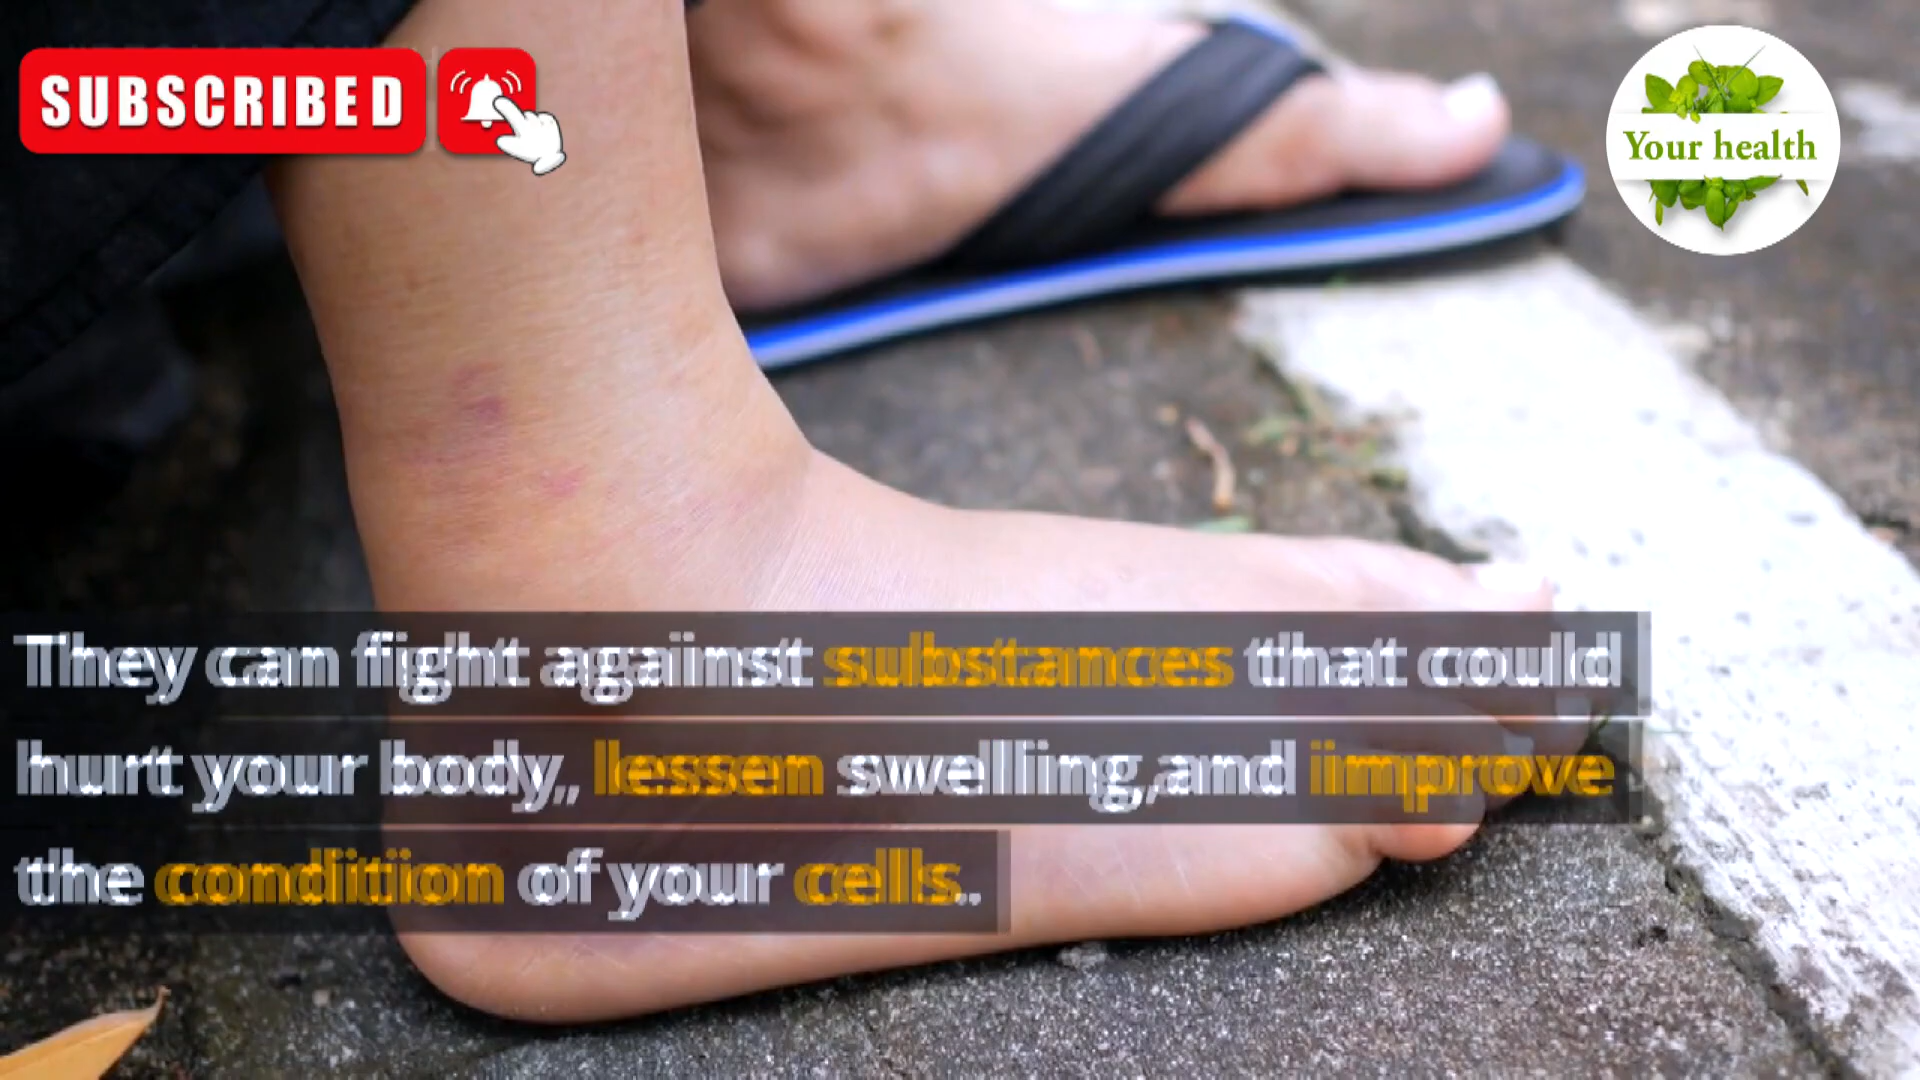 SUBSCRIBED
Your health
They can fight against substances that could
hurt your body, lessen swelling, and improve
the condition of your cells.